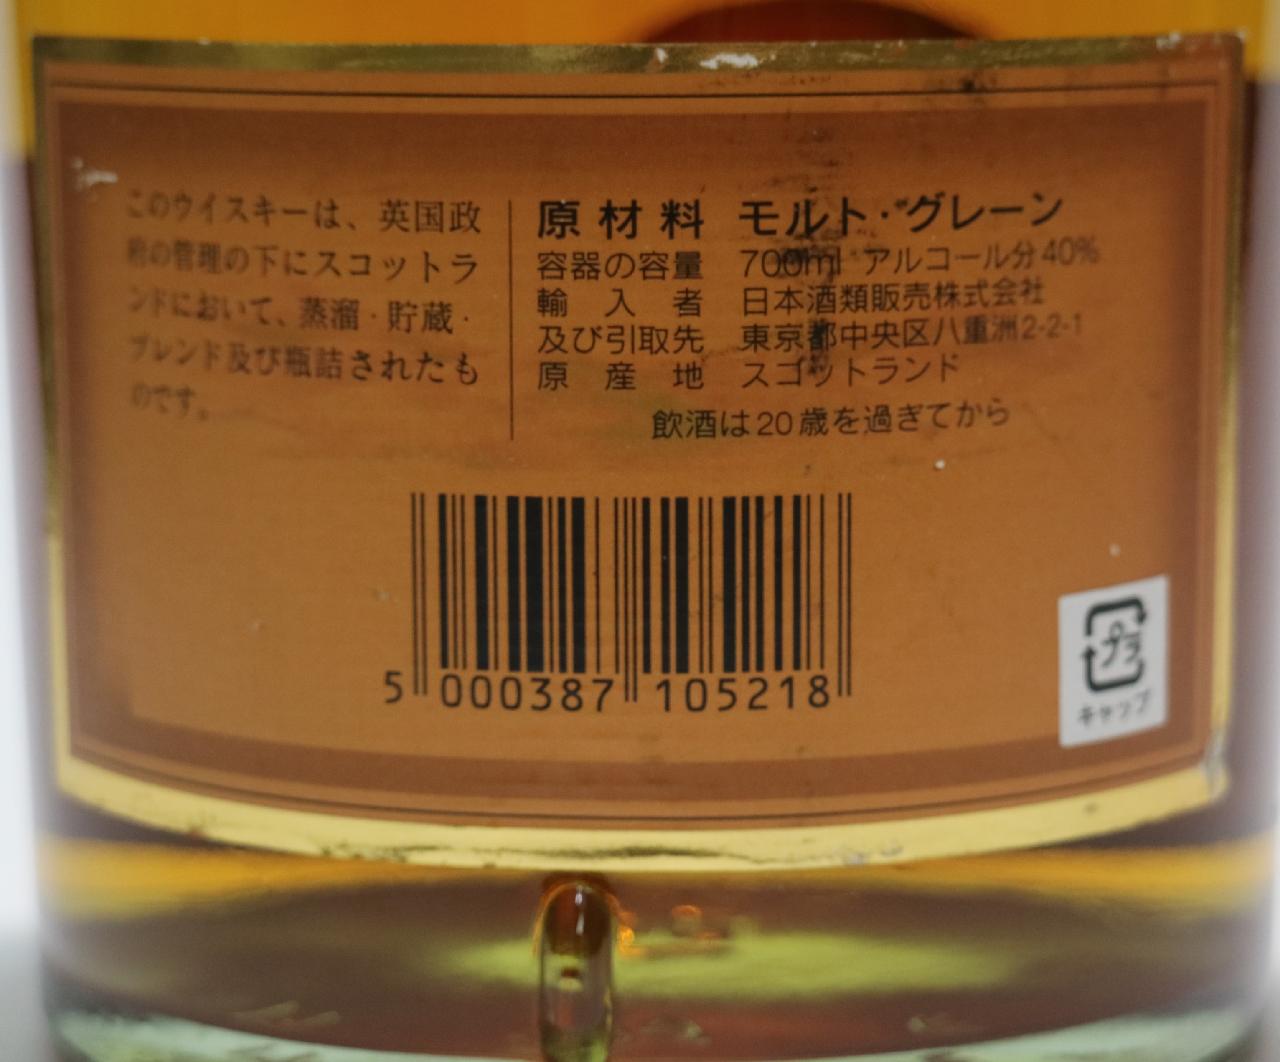 このウイスキーは、英国政
府の管理の下にスコットラ
ンドにおいて、蒸溜・貯蔵・
ブレンド及び瓶詰されたも
のです。
原材料 モルト・グレーン
容器の容量 700ml アルコール分40%
輸入者 日本酒類販売株式会社
及び引取先 東京都中央区八重洲2-2-1
原産地 スコットランド
飲酒は20歳を過ぎてから
5 000387 105218
プラ
キャップ